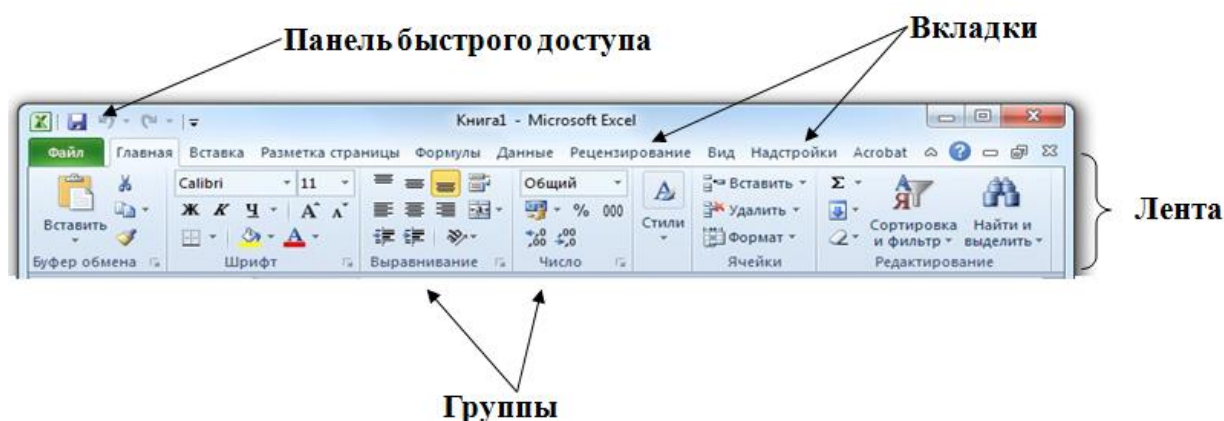 Панель быстрого доступа
Вкладки
Книга1 - Microsoft Excel
Файл Главная Вставка Разметка страницы Формулы Данные Рецензирование Вид Надстройки Acrobat
Calibri 11 Общий Вставить Σ
Ж К Ч А А % 000 Удалить
Вставить Стили Формат Сортировка и фильтр Найти и выделить
Буфер обмена Шрифт Выравнивание Число Ячейки Редактирование
Лента
Группы